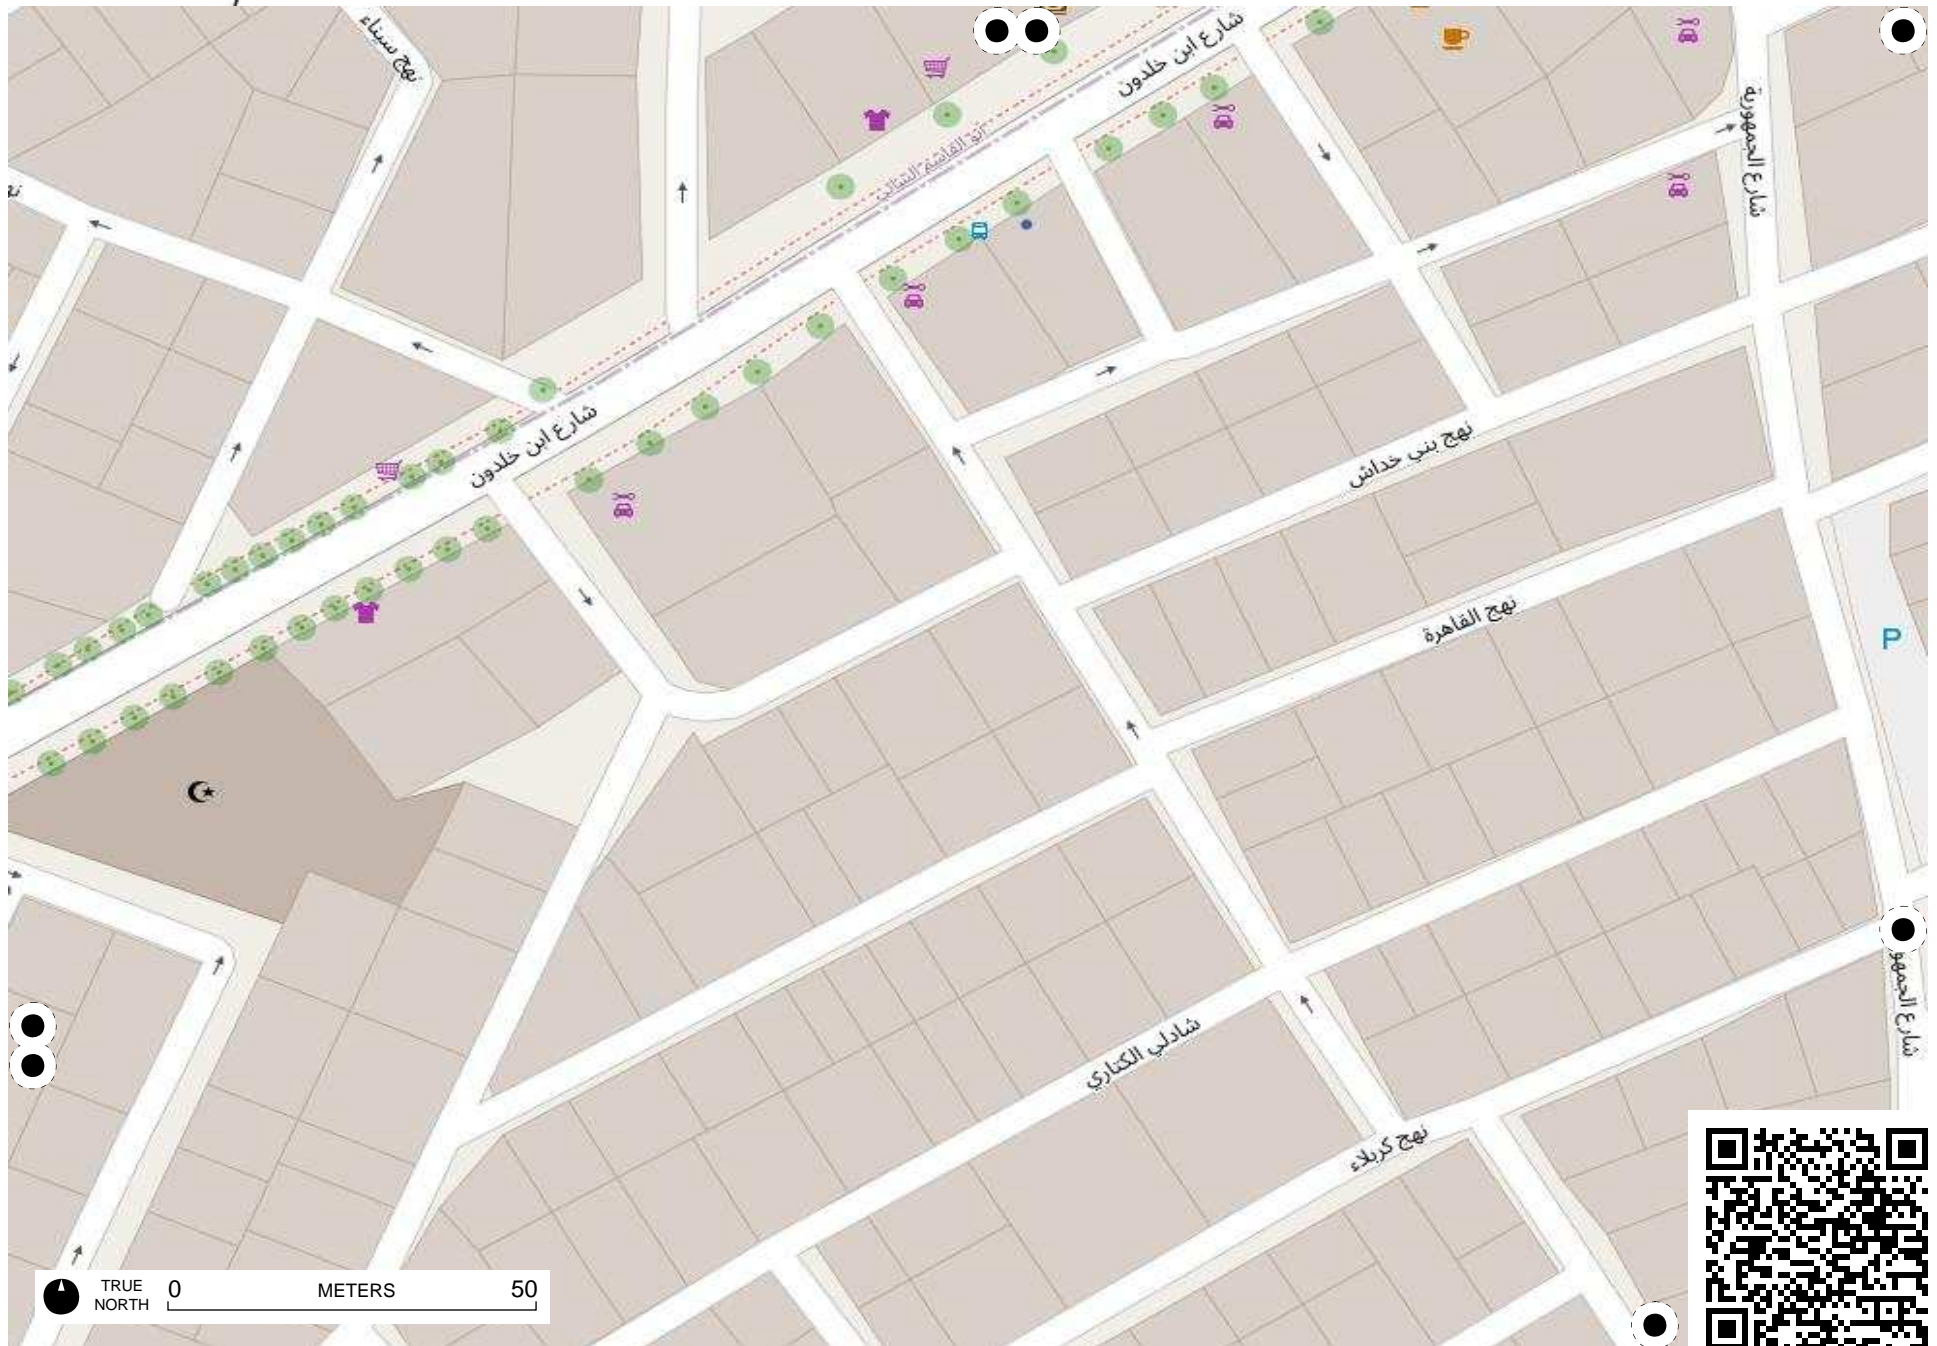 نهج سيناء
شارع ابن خلدون
شارع الجمهورية
شارع ابن خلدون
نهج بني خداش
نهج القاهرة
P
شارع الجمهو
شادلي الكتاري
نهج كربلاء
TRUE NORTH
0 METERS 50